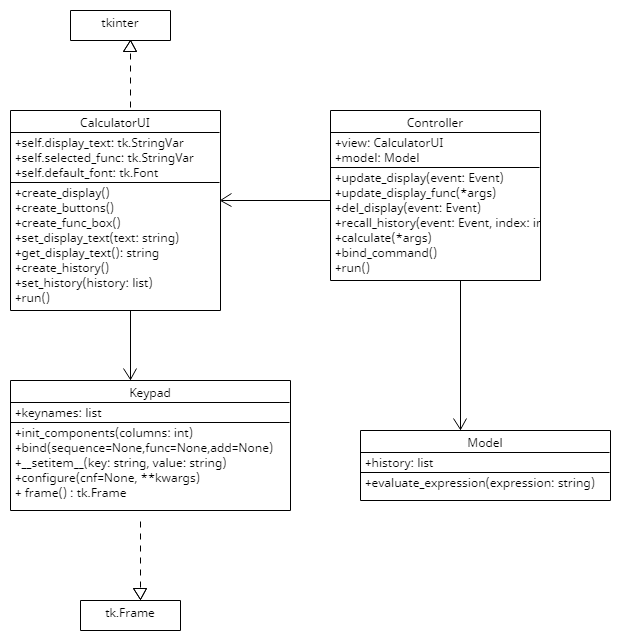 tkinter
CalculatorUI
+self.display_text: tk.StringVar
+self.selected_func: tk.StringVar
+self.default_font: tk.Font
+create_display()
+create_buttons()
+create_func_box()
+set_display_text(text: string)
+get_display_text(): string
+create_history()
+set_history(history: list)
+run()
Controller
+view: CalculatorUI
+model: Model
+update_display(event: Event)
+update_display_func(*args)
+del_display(event: Event)
+recall_history(event: Event, index: in
+calculate(*args)
+bind_command()
+run()
Keypad
+keynames: list
+init_components(columns: int)
+bind(sequence=None,func=None,add=None)
+__setitem__(key: string, value: string)
+configure(cnf=None, **kwargs)
+ frame() : tk.Frame
Model
+history: list
+evaluate_expression(expression: string)
tk.Frame